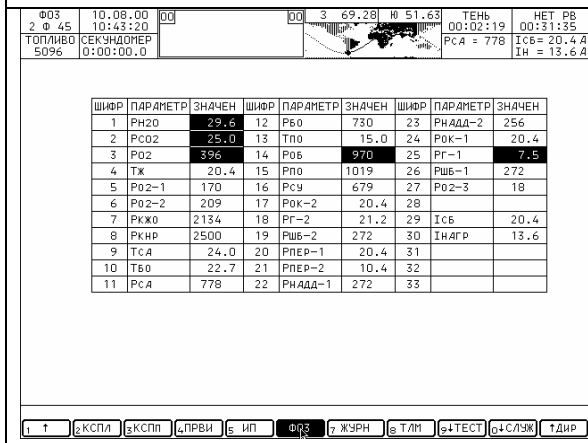 ФОЗ 10.08.00 00 00 З 69.28 Ю 51.63 ТЕНЬ НЕТ РВ
2 Ф 45 10:43:20 00:02:19 00:31:35
ТОПЛИВО СЕКУНДОМЕР РСА = 778 IСБ= 20.4 А
5096 0:00:00.0 IН = 13.6 А
ШИФР ПАРАМЕТР ЗНАЧЕН ШИФР ПАРАМЕТР ЗНАЧЕН ШИФР ПАРАМЕТР ЗНАЧЕН
1 РН2О 29.6 12 РБО 730 23 РНАДД-2 256
2 РСО2 25.0 13 ТПО 15.0 24 РОК-1 20.4
3 РО2 396 14 РОБ 970 25 РГ-1 7.5
4 ТЖ 20.4 15 РПО 1019 26 РШБ-1 272
5 РО2-1 170 16 РСУ 679 27 РО2-3 18
6 РО2-2 209 17 РОК-2 20.4 28
7 РКЖО 2134 18 РГ-2 21.2 29 IСБ 20.4
8 РКНР 2500 19 РШБ-2 272 30 IНАГР 13.6
9 ТСА 24.0 20 РПЕР-1 20.4 31
10 ТБО 22.7 21 РПЕР-2 10.4 32
11 РСА 778 22 РНАДД-1 272 33
1 ↑ 2 КСПЛ 3 КСПП 4 ПРВИ 5 ИП ФОЗ 7 ЖУРН 8 ТЛМ 9 ↓ТЕСТ 0 ↓СЛУЖ ↑ДИР